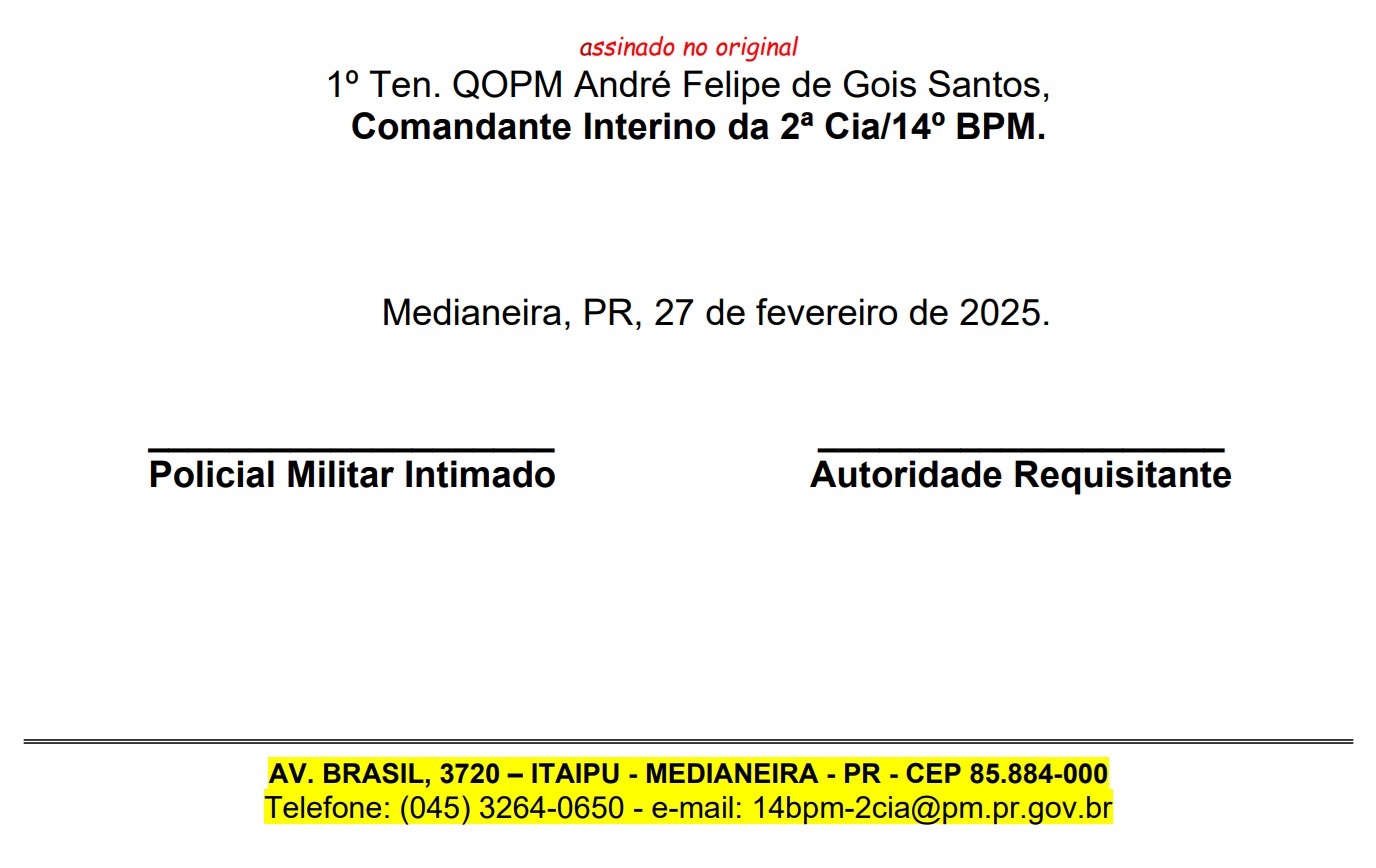 assinado no original
1º Ten. QOPM André Felipe de Gois Santos,
Comandante Interino da 2ª Cia/14º BPM.
Medianeira, PR, 27 de fevereiro de 2025.
Policial Militar Intimado
Autoridade Requisitante
AV. BRASIL, 3720 – ITAIPU - MEDIANEIRA - PR - CEP 85.884-000
Telefone: (045) 3264-0650 - e-mail: 14bpm-2cia@pm.pr.gov.br